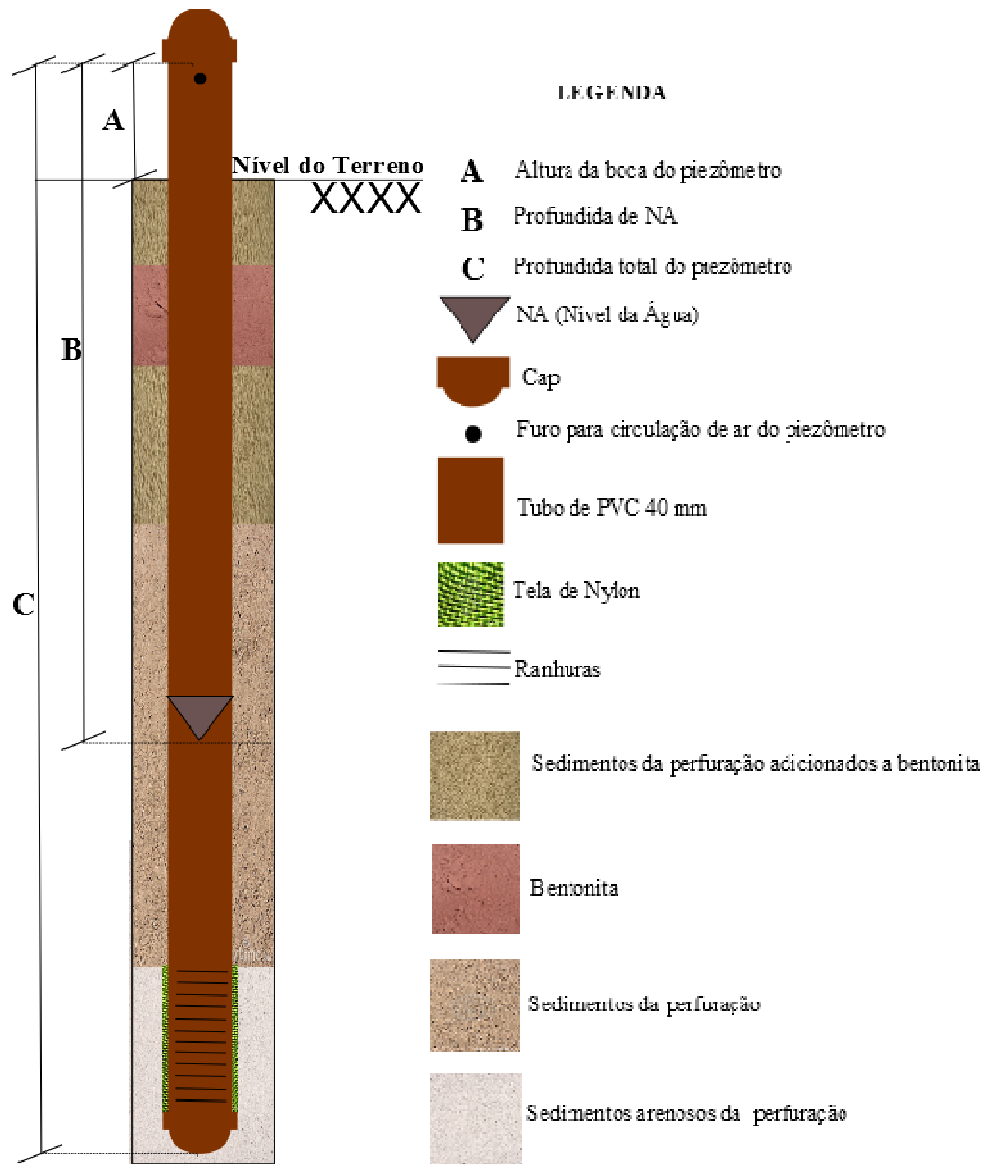 LEGENDA
A
Nível do Terreno
XXXX
A Altura da boca do piezômetro
B Profundida de NA
C Profundida total do piezômetro
NA (Nível da Água)
B
Cap
Furo para circulação de ar do piezômetro
Tubo de PVC 40 mm
Tela de Nylon
C
Ranhuras
Sedimentos da perfuração adicionados a bentonita
Bentonita
Sedimentos da perfuração
Sedimentos arenosos da perfuração